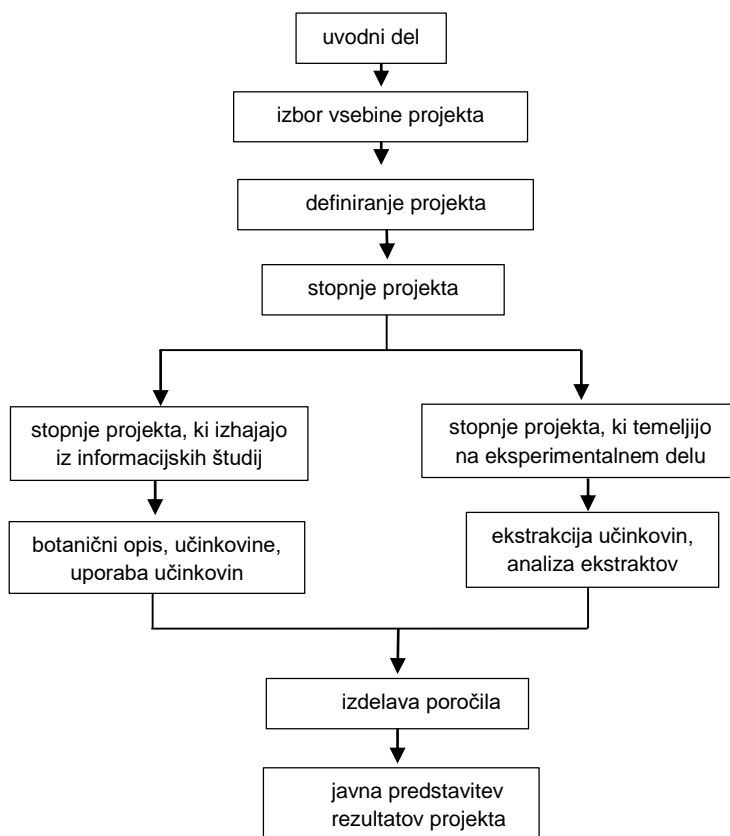 uvodni del
izbor vsebine projekta
definiranje projekta
stopnje projekta
stopnje projekta, ki izhajajo
iz informacijskih študij
stopnje projekta, ki temeljijo
na eksperimentalnem delu
botanični opis, učinkovine,
uporaba učinkovin
ekstrakcija učinkovin,
analiza ekstraktov
izdelava poročila
javna predstavitev
rezultatov projekta